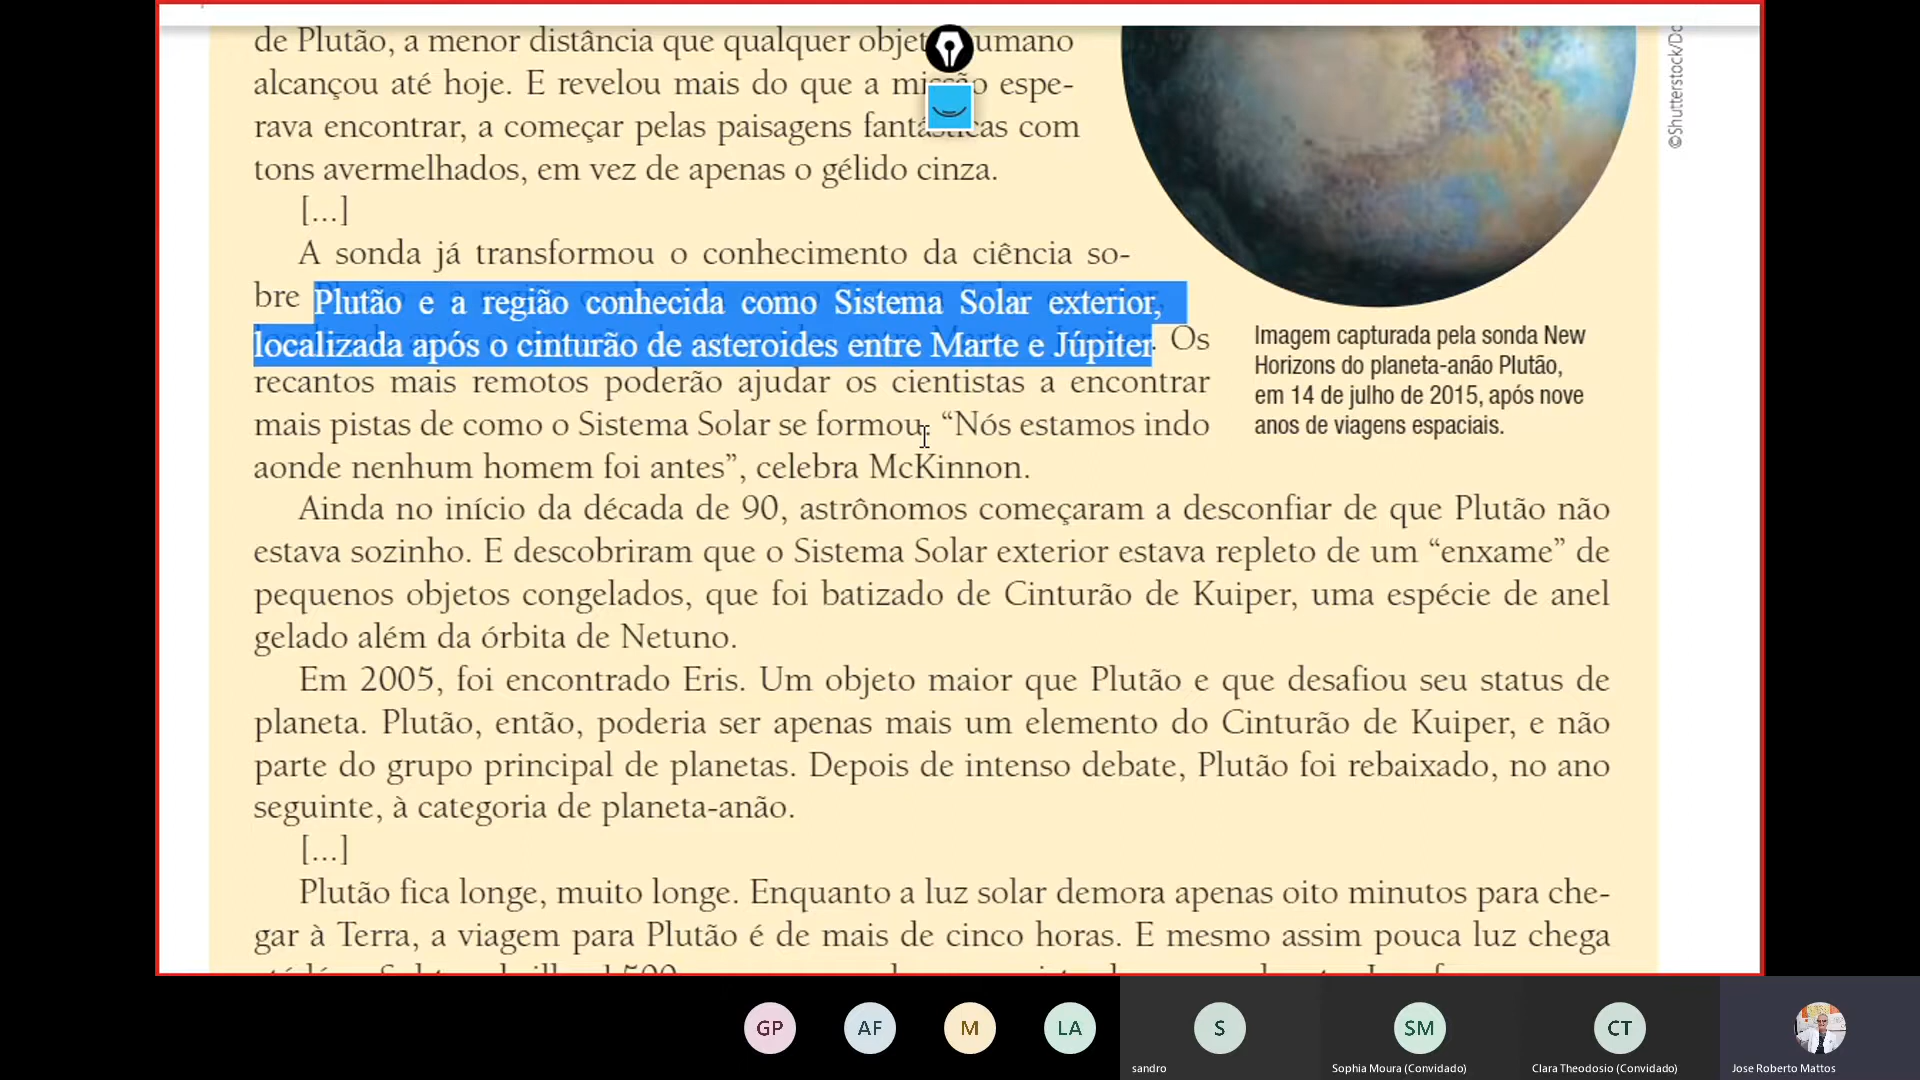 de Plutão, a menor distância que qualquer objet umano
alcançou até hoje. E revelou mais do que a missão espe-
rava encontrar, a começar pelas paisagens fantásticas com
tons avermelhados, em vez de apenas o gélido cinza.
[...]
A sonda já transformou o conhecimento da ciência so-
bre Plutão e a região conhecida como Sistema Solar exterior,
localizada após o cinturão de asteroides entre Marte e Júpiter. Os
recantos mais remotos poderão ajudar os cientistas a encontrar
mais pistas de como o Sistema Solar se formou. “Nós estamos indo
aonde nenhum homem foi antes”, celebra McKinnon.
Ainda no início da década de 90, astrônomos começaram a desconfiar de que Plutão não
estava sozinho. E descobriram que o Sistema Solar exterior estava repleto de um “enxame” de
pequenos objetos congelados, que foi batizado de Cinturão de Kuiper, uma espécie de anel
gelado além da órbita de Netuno.
Em 2005, foi encontrado Eris. Um objeto maior que Plutão e que desafiou seu status de
planeta. Plutão, então, poderia ser apenas mais um elemento do Cinturão de Kuiper, e não
parte do grupo principal de planetas. Depois de intenso debate, Plutão foi rebaixado, no ano
seguinte, à categoria de planeta-anão.
[...]
Plutão fica longe, muito longe. Enquanto a luz solar demora apenas oito minutos para che-
gar à Terra, a viagem para Plutão é de mais de cinco horas. E mesmo assim pouca luz chega
©Shutterstock/Do
Imagem capturada pela sonda New
Horizons do planeta-anão Plutão,
em 14 de julho de 2015, após nove
anos de viagens espaciais.
GP
AF
M
LA
S
sandro
SM
Sophia Moura (Convidado)
CT
Clara Theodosio (Convidado)
Jose Roberto Mattos